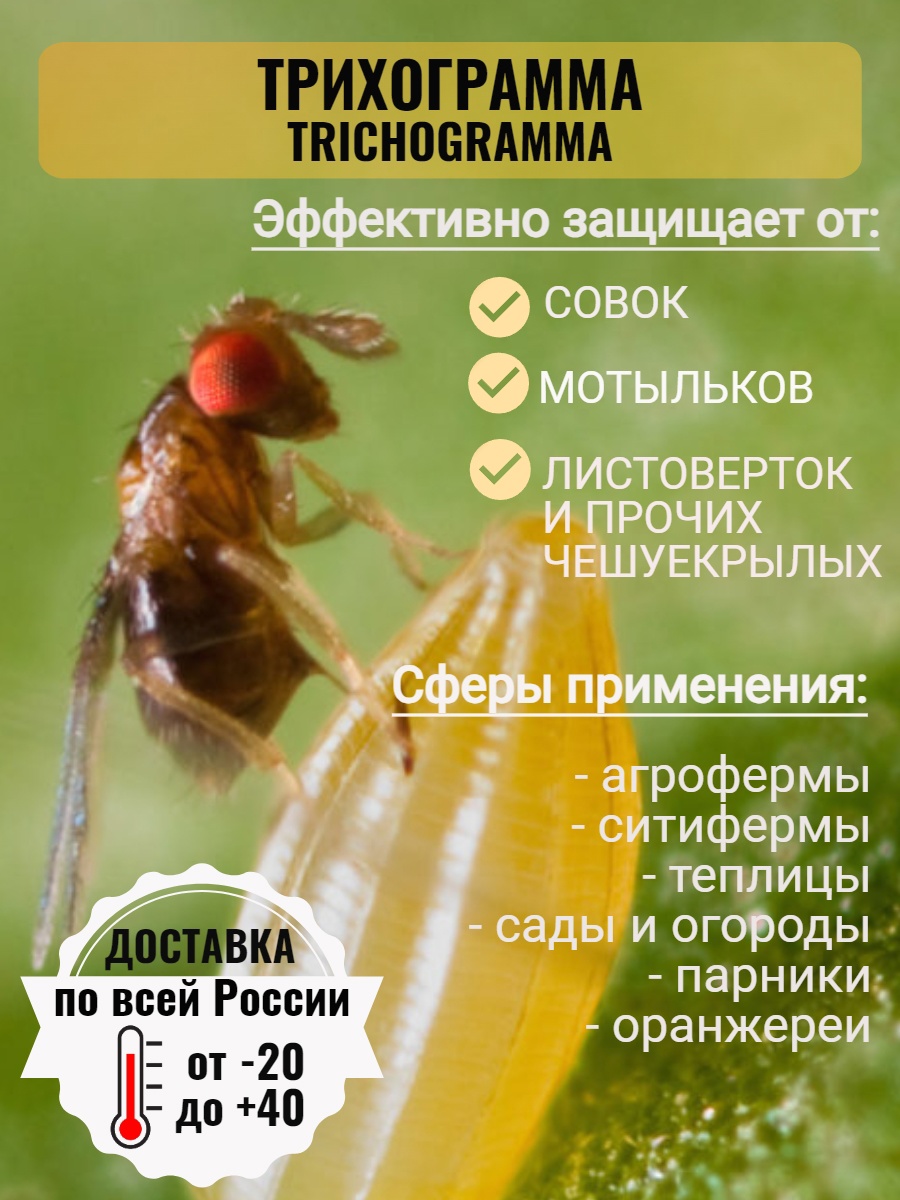 ТРИХОГРАММА
TRICHOGRAMMA
Эффективно защищает от:
СОВОК
МОТЫЛЬКОВ
ЛИСТОВЕРТОК
И ПРОЧИХ
ЧЕШУЕКРЫЛЫХ
Сферы применения:
- агрофермы
- ситифермы
- теплицы
- сады и огороды
- парники
- оранжереи
ДОСТАВКА
по всей России
от -20
до +40